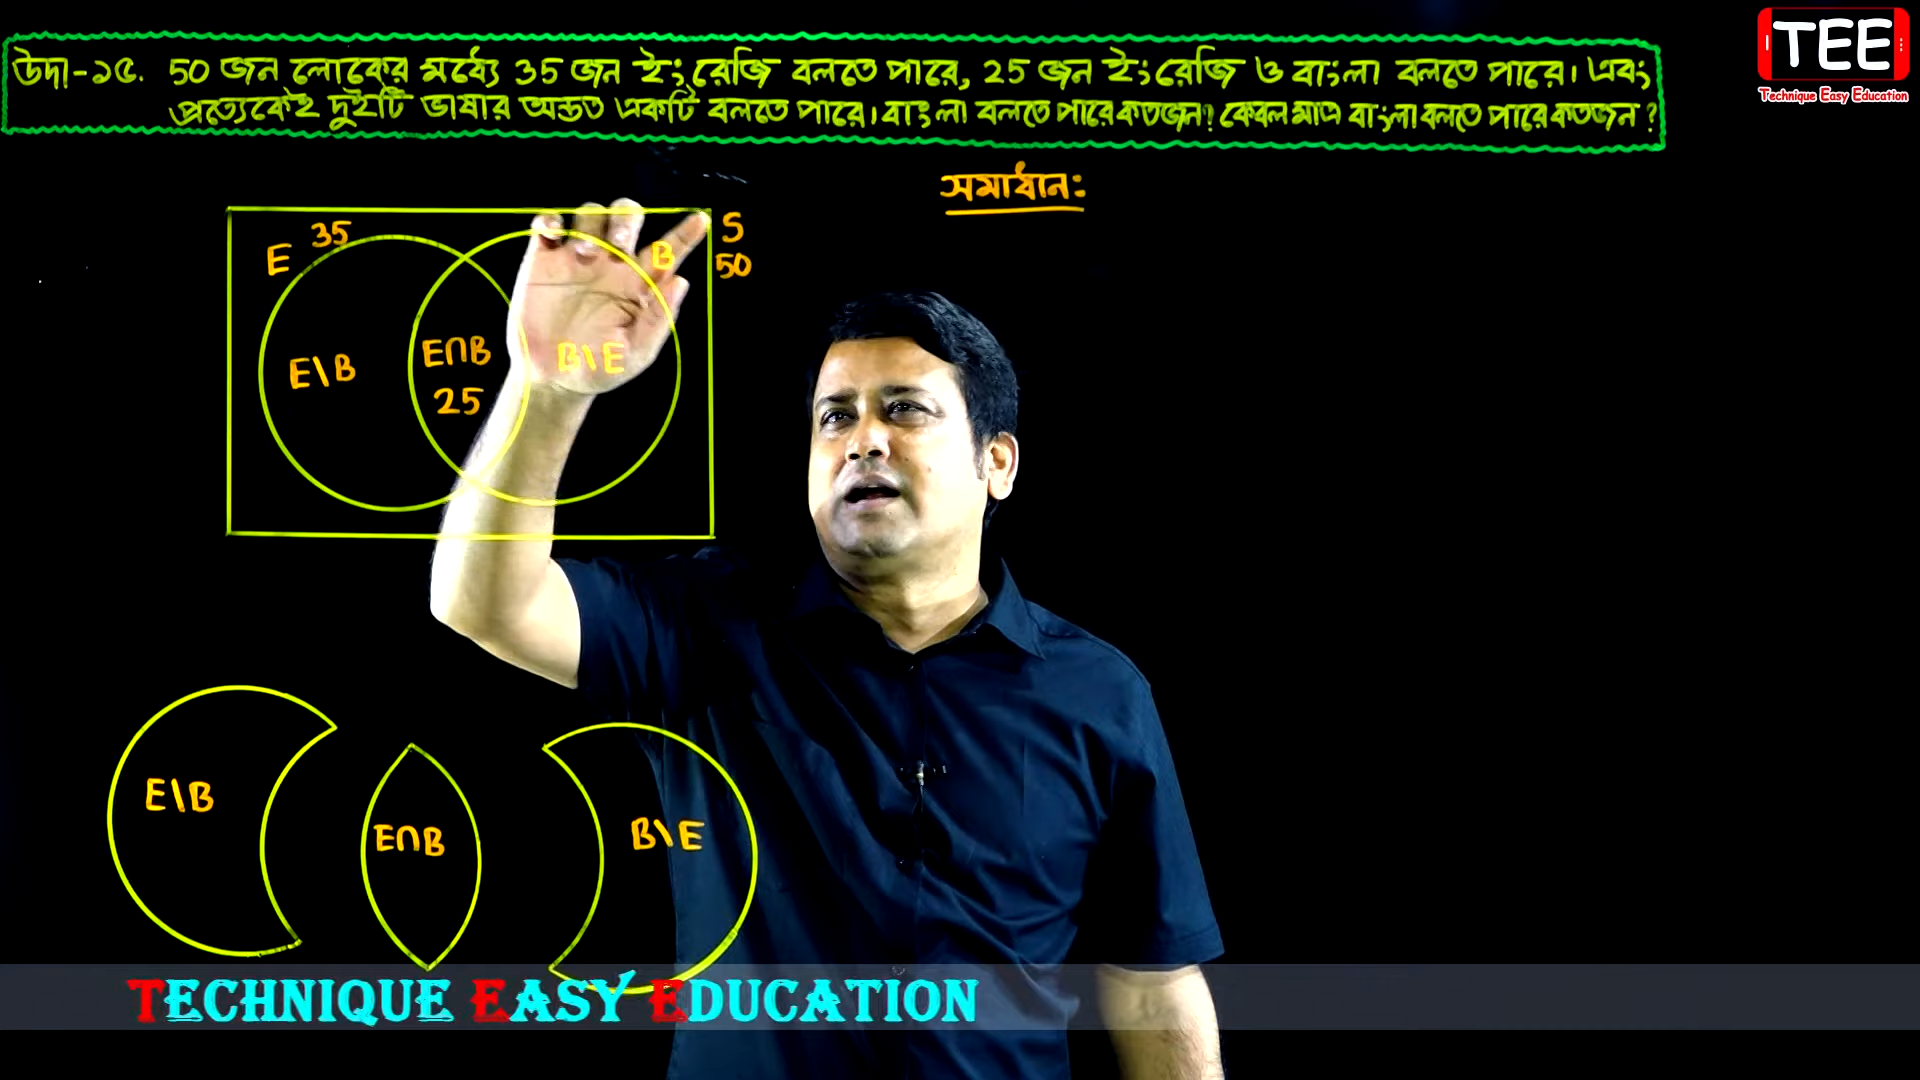 উদা-১৫. 50 জন লোকের মধ্যে 35 জন ইংরেজি বলতে পারে, 25 জন ইংরেজি ও বাংলা বলতে পারে। এবং
প্রত্যেকেই দুইটি ভাষার অন্তত একটি বলতে পারে। বাংলা বলতে পারে কতজন? কেবল মাত্র বাংলা বলতে পারে কতজন?
TEE
Technique Easy Education
সমাধান:
E 35
B
S
50
E\B
E∩B
25
B\E
E\B
E∩B
B\E
TECHNIQUE EASY EDUCATION